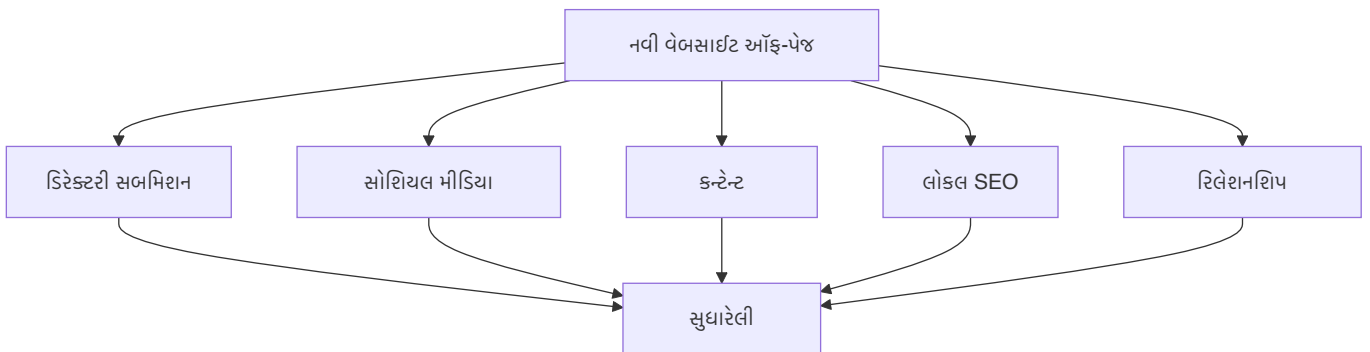 નવી વેબસાઈટ ઑફ-પેજ
ડિરેક્ટરી સબમિશન
સોશિયલ મીડિયા
કન્ટેન્ટ
લોકલ SEO
રિલેશનશિપ
સુધારેલી